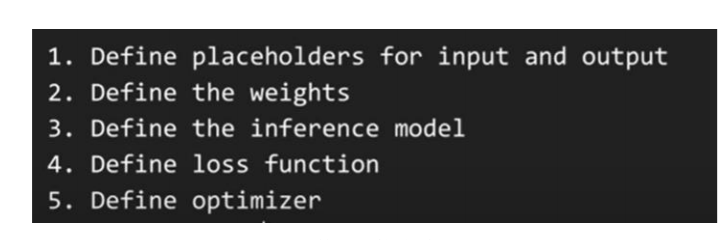 1. Define placeholders for input and output
2. Define the weights
3. Define the inference model
4. Define loss function
5. Define optimizer